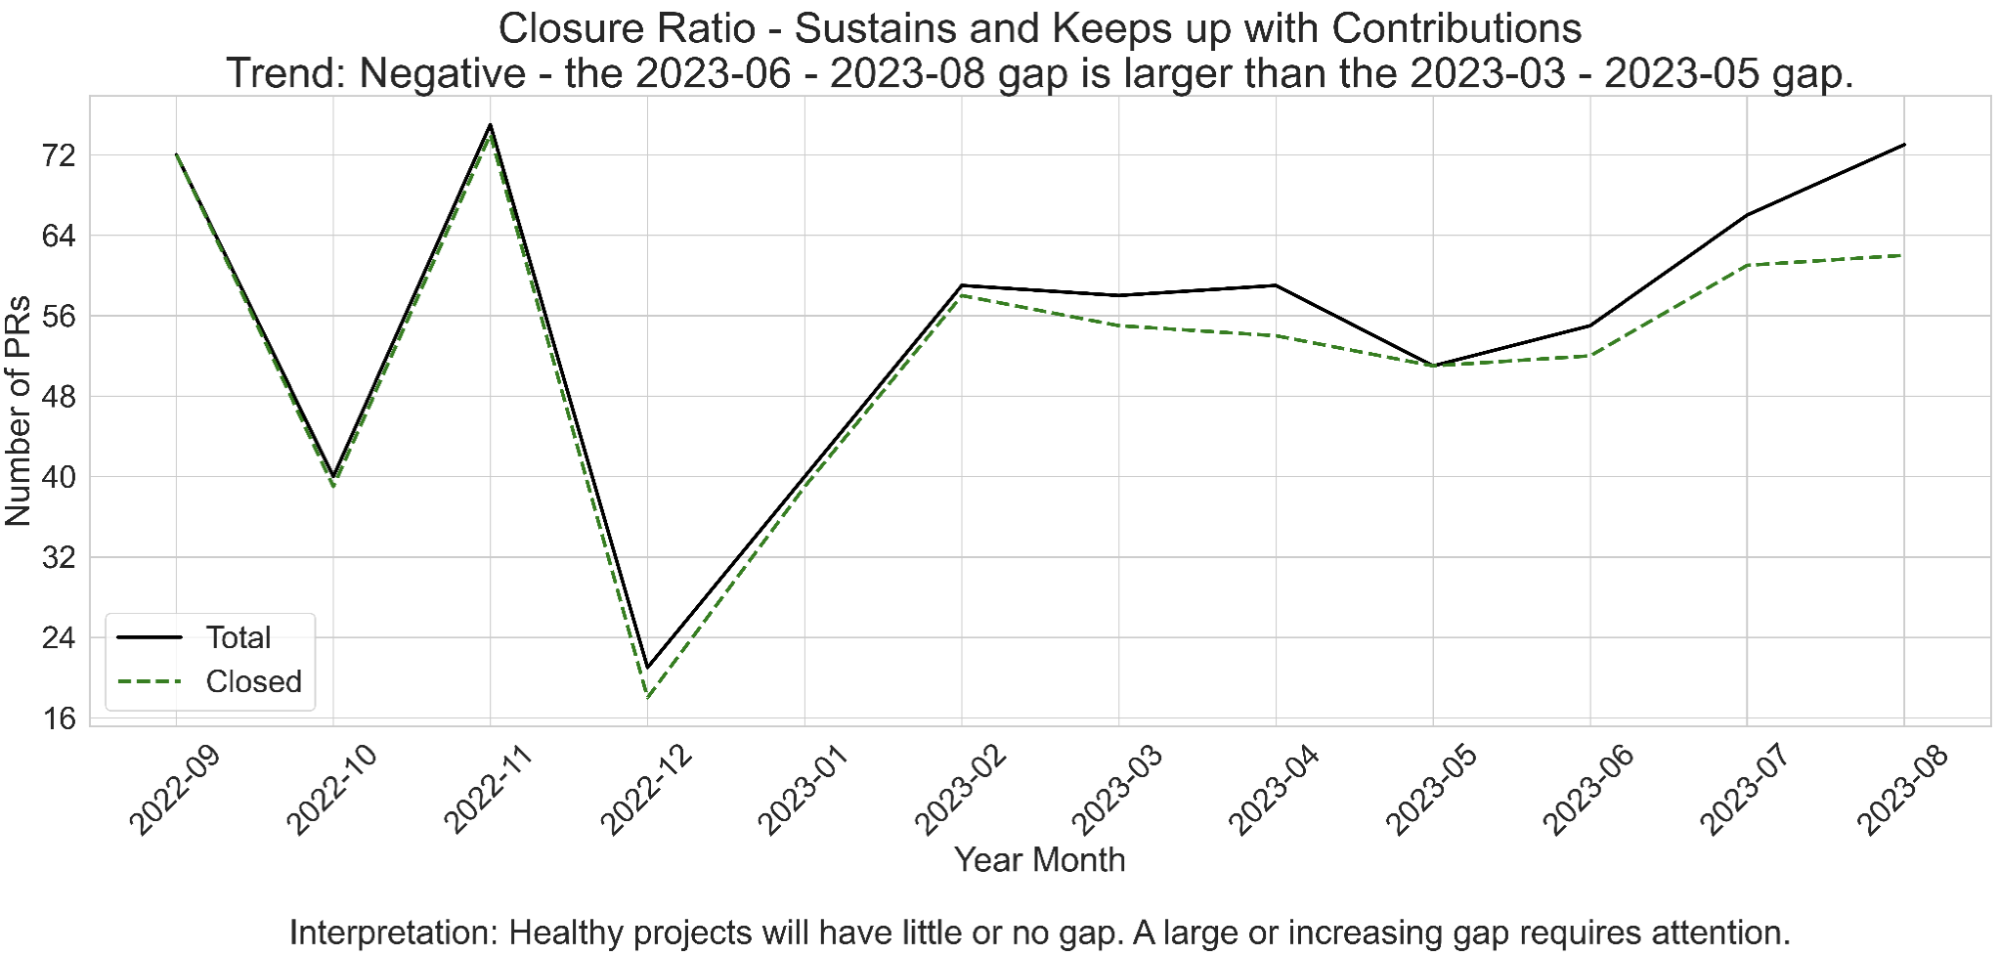 Closure Ratio - Sustains and Keeps up with Contributions
Trend: Negative - the 2023-06 - 2023-08 gap is larger than the 2023-03 - 2023-05 gap.
Number of PRs
72
64
56
48
40
32
24
16
Total
Closed
2022-09
2022-10
2022-11
2022-12
2023-01
2023-02
2023-03
2023-04
2023-05
2023-06
2023-07
2023-08
Year Month
Interpretation: Healthy projects will have little or no gap. A large or increasing gap requires attention.